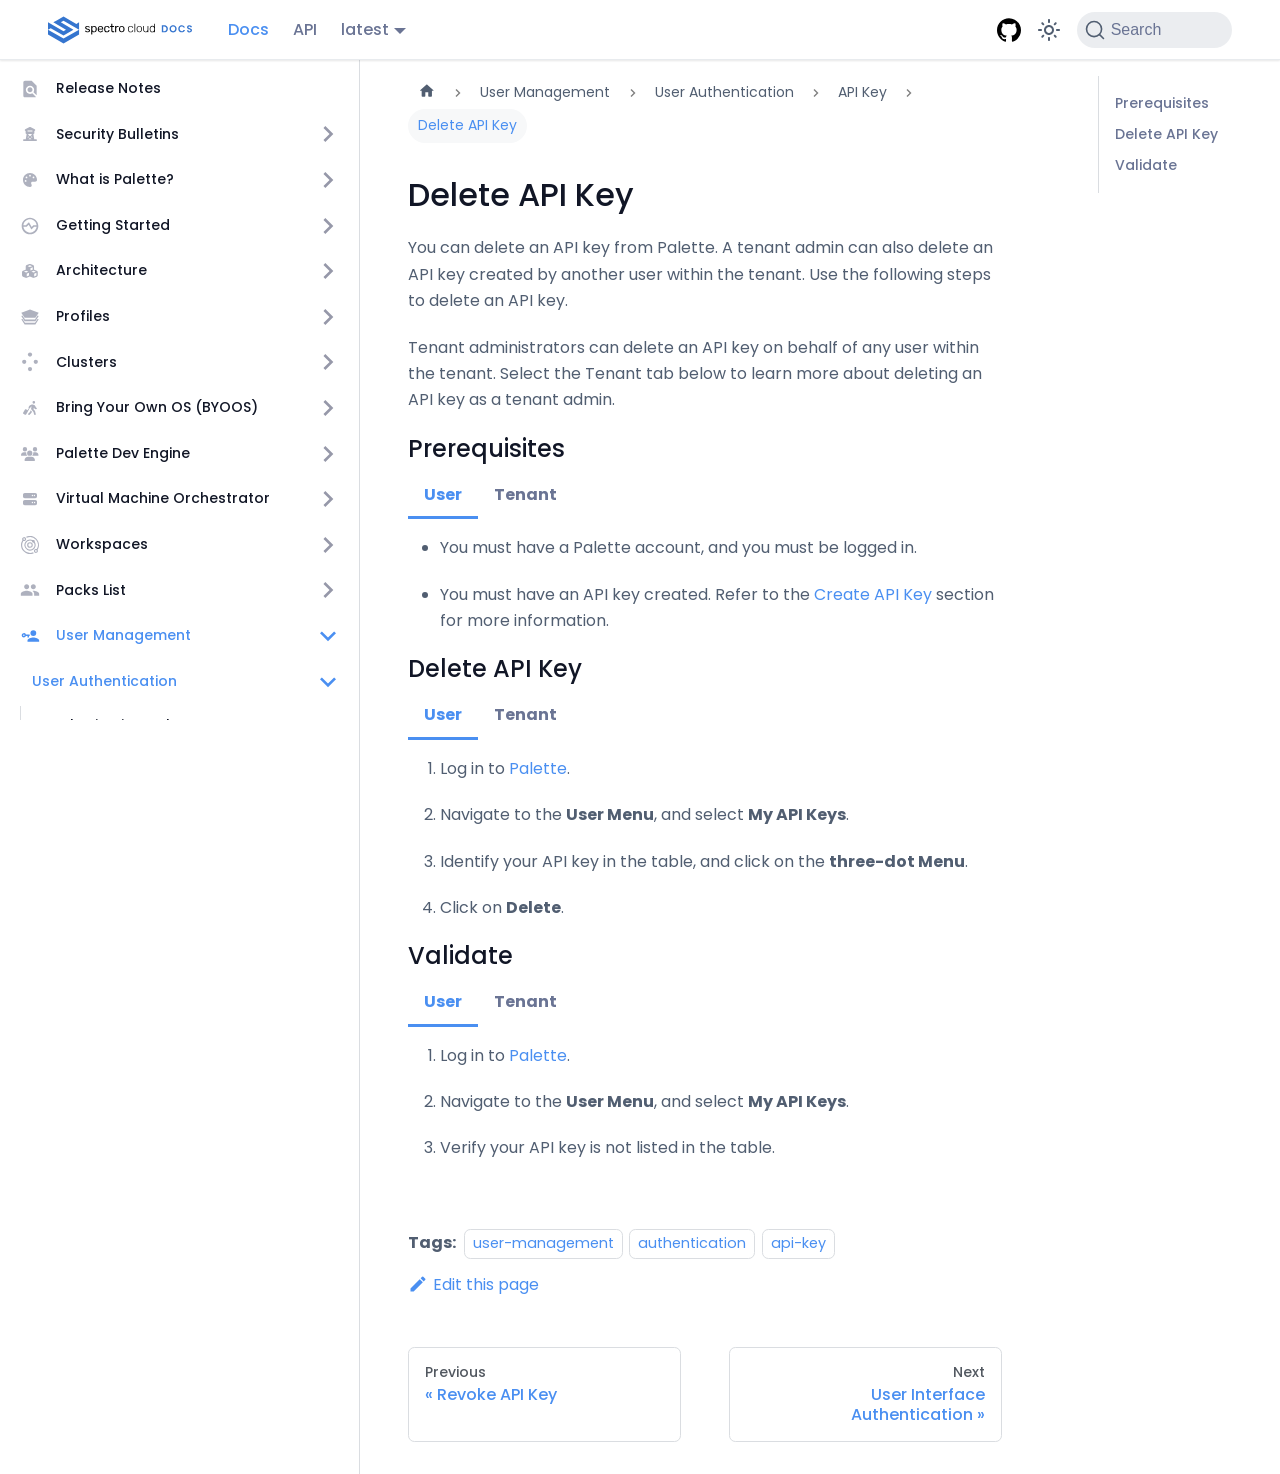 spectro cloud DOCS
Docs
API
latest
Search
Release Notes
Security Bulletins
What is Palette?
Getting Started
Architecture
Profiles
Clusters
Bring Your Own OS (BYOOS)
Palette Dev Engine
Virtual Machine Orchestrator
Workspaces
Packs List
User Management
User Authentication
User Management
User Authentication
API Key
Delete API Key
Delete API Key
You can delete an API key from Palette. A tenant admin can also delete an
API key created by another user within the tenant. Use the following steps
to delete an API key.
Tenant administrators can delete an API key on behalf of any user within
the tenant. Select the Tenant tab below to learn more about deleting an
API key as a tenant admin.
Prerequisites
User Tenant
• You must have a Palette account, and you must be logged in.
• You must have an API key created. Refer to the Create API Key section
for more information.
Delete API Key
User Tenant
1. Log in to Palette.
2. Navigate to the User Menu, and select My API Keys.
3. Identify your API key in the table, and click on the three-dot Menu.
4. Click on Delete.
Validate
User Tenant
1. Log in to Palette.
2. Navigate to the User Menu, and select My API Keys.
3. Verify your API key is not listed in the table.
Tags: user-management authentication api-key
Edit this page
Previous
« Revoke API Key
Next
User Interface
Authentication »
Prerequisites
Delete API Key
Validate